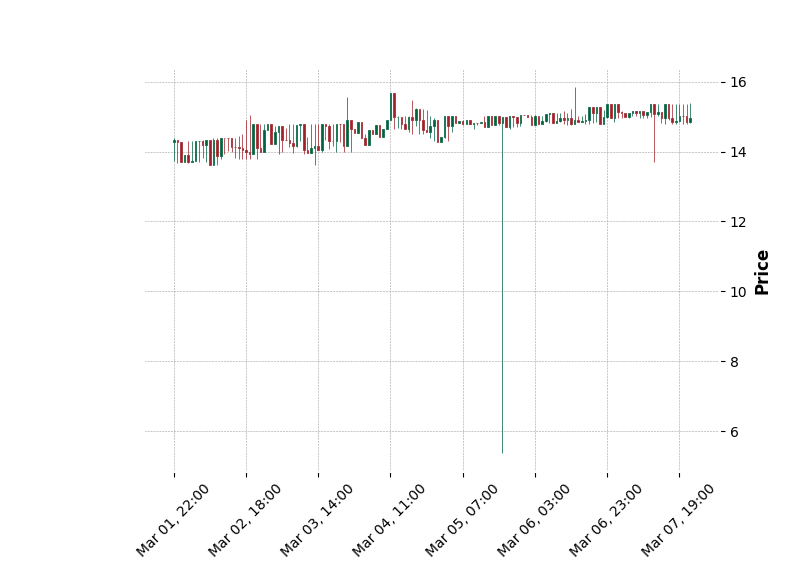 16
14
12
10
8
6
Price
Mar 01, 22:00
Mar 02, 18:00
Mar 03, 14:00
Mar 04, 11:00
Mar 05, 07:00
Mar 06, 03:00
Mar 06, 23:00
Mar 07, 19:00